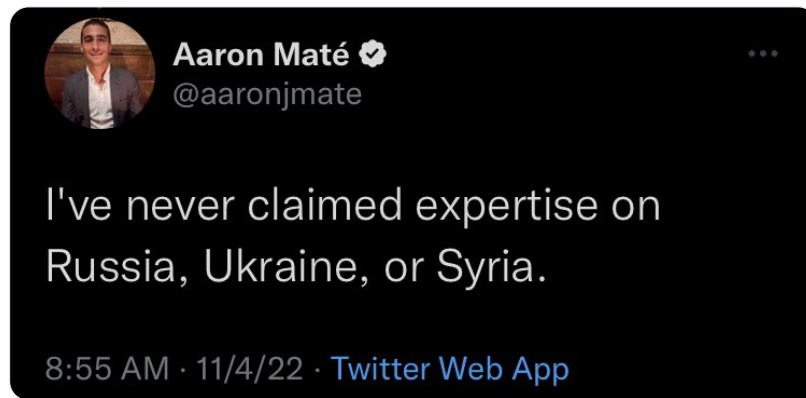 Aaron Maté
@aaronjmate
I've never claimed expertise on
Russia, Ukraine, or Syria.
8:55 AM · 11/4/22 · Twitter Web App